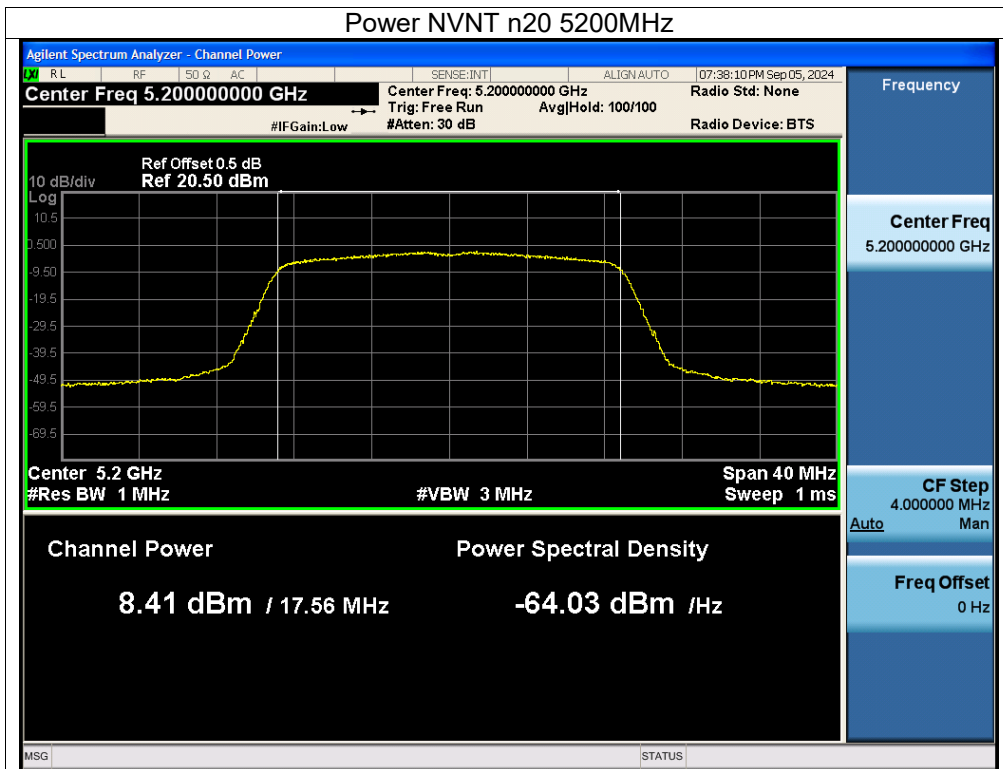 Power NVNT n20 5200MHz
Agilent Spectrum Analyzer - Channel Power
LXI RL RF 50 Ω AC SENSE:INT ALIGN AUTO 07:38:10 PM Sep 05, 2024
Center Freq 5.200000000 GHz
Center Freq: 5.200000000 GHz
Radio Std: None
Trig: Free Run Avg|Hold: 100/100
#IFGain:Low
#Atten: 30 dB
Radio Device: BTS
Ref Offset 0.5 dB
10 dB/div Ref 20.50 dBm
Log
10.5
0.500
-9.50
-19.5
-29.5
-39.5
-49.5
-59.5
-69.5
Center 5.2 GHz Span 40 MHz
#Res BW 1 MHz #VBW 3 MHz Sweep 1 ms
Channel Power Power Spectral Density
8.41 dBm / 17.56 MHz -64.03 dBm /Hz
Frequency
Center Freq
5.200000000 GHz
CF Step
4.000000 MHz
Auto Man
Freq Offset
0 Hz
MSG STATUS